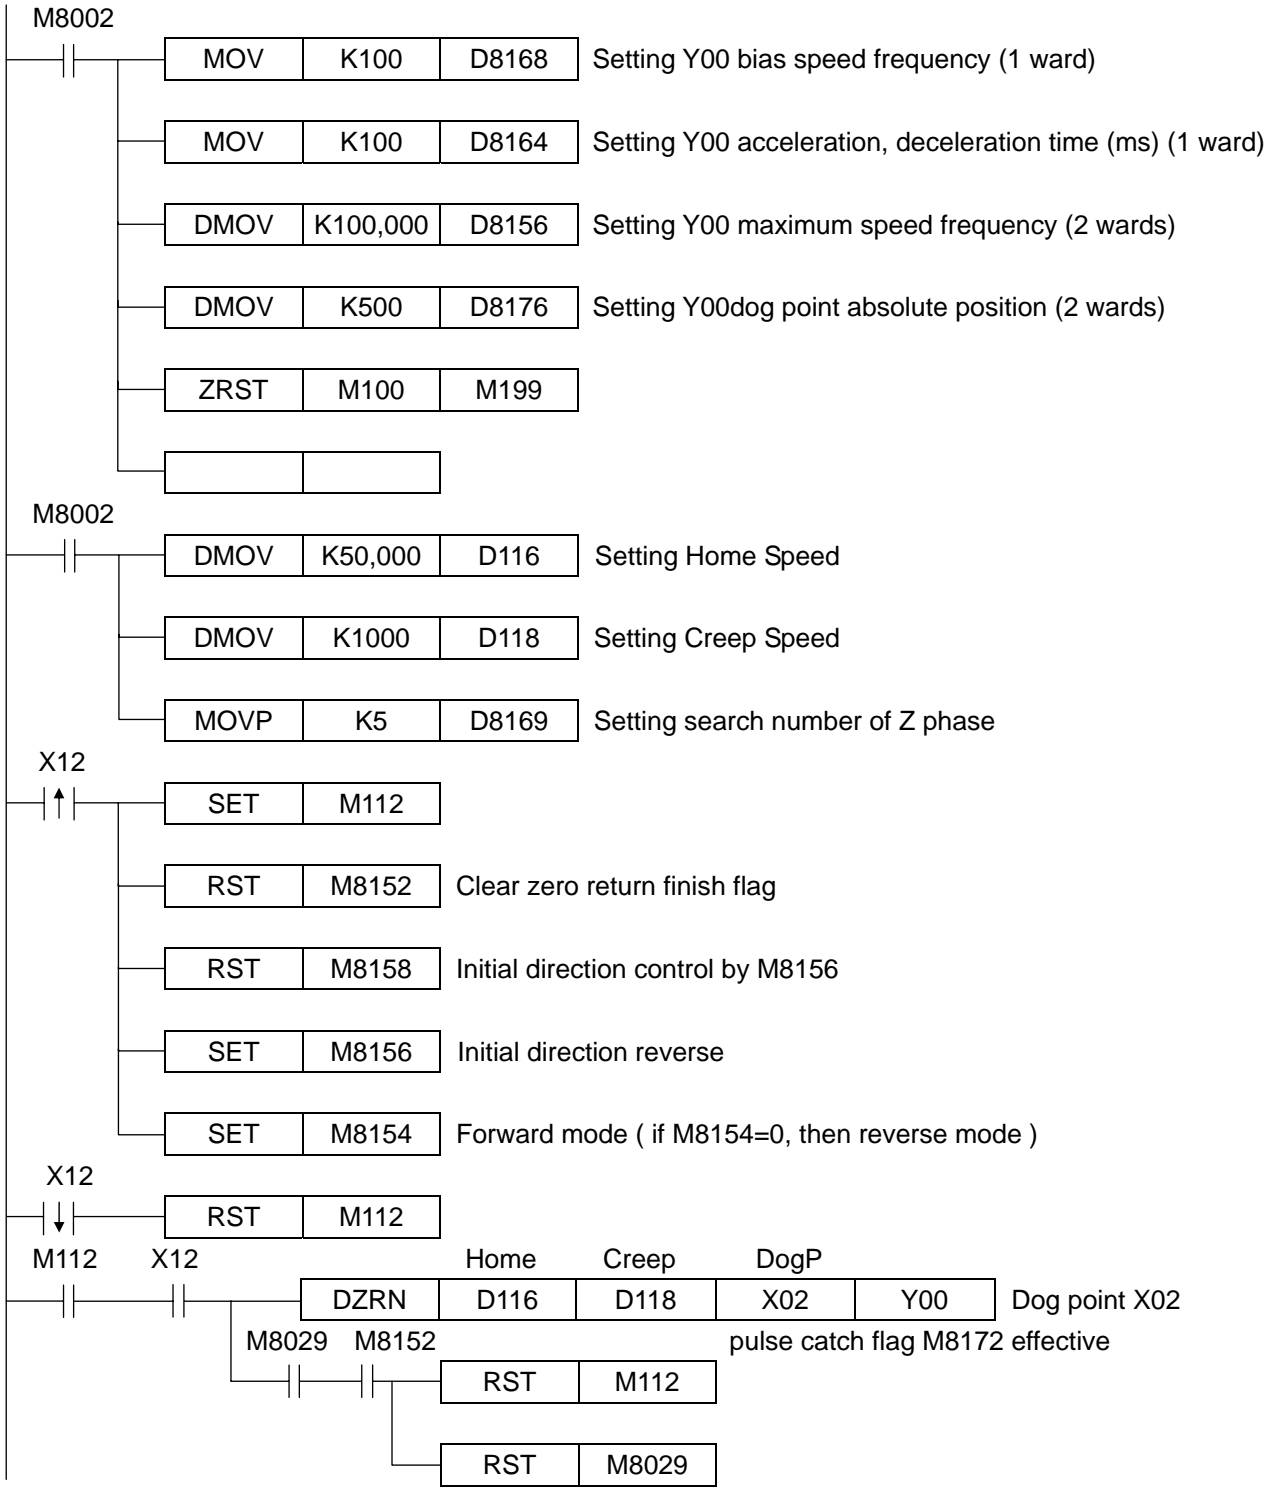 M8002
MOV K100 D8168 Setting Y00 bias speed frequency (1 ward)
MOV K100 D8164 Setting Y00 acceleration, deceleration time (ms) (1 ward)
DMOV K100,000 D8156 Setting Y00 maximum speed frequency (2 wards)
DMOV K500 D8176 Setting Y00dog point absolute position (2 wards)
ZRST M100 M199
M8002
DMOV K50,000 D116 Setting Home Speed
DMOV K1000 D118 Setting Creep Speed
MOVP K5 D8169 Setting search number of Z phase
X12
SET M112
RST M8152 Clear zero return finish flag
RST M8158 Initial direction control by M8156
SET M8156 Initial direction reverse
SET M8154 Forward mode ( if M8154=0, then reverse mode )
X12
RST M112
M112 X12 Home Creep DogP
DZRN D116 D118 X02 Y00 Dog point X02
M8029 M8152 pulse catch flag M8172 effective
RST M112
RST M8029